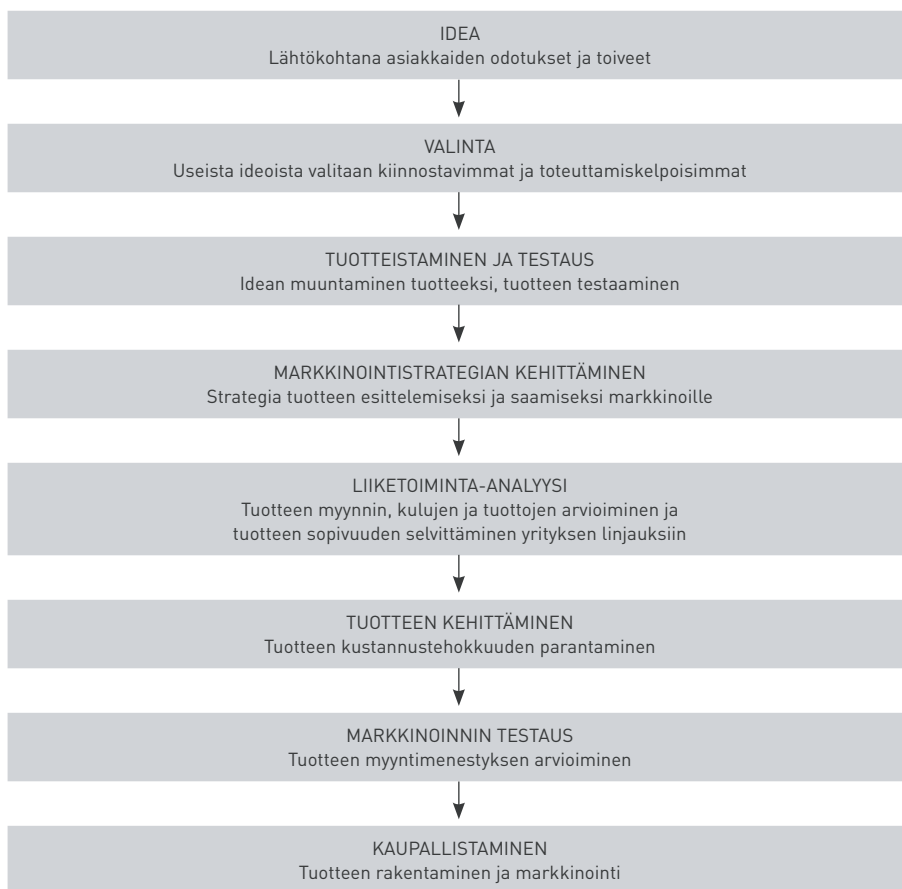 IDEA
Lähtökohtana asiakkaiden odotukset ja toiveet
VALINTA
Useista ideoista valitaan kiinnostavimmat ja toteuttamiskelpoisimmat
TUOTTEISTAMINEN JA TESTAUS
Idean muuntaminen tuotteeksi, tuotteen testaaminen
MARKKINOINTISTRATEGIAN KEHITTÄMINEN
Strategia tuotteen esittelemiseksi ja saamiseksi markkinoille
LIIKETOIMINTA-ANALYYSI
Tuotteen myynnin, kulujen ja tuottojen arvioiminen ja
tuotteen sopivuuden selvittäminen yrityksen linjauksiin
TUOTTEEN KEHITTÄMINEN
Tuotteen kustannustehokkuuden parantaminen
MARKKINOINNIN TESTAUS
Tuotteen myyntimenestyksen arvioiminen
KAUPALLISTAMINEN
Tuotteen rakentaminen ja markkinointi